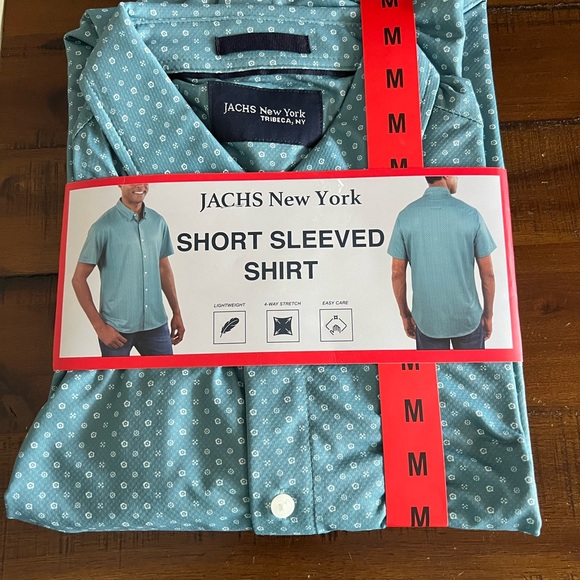 M
M
M
M
JACHS New York
TRIBECA, NY
JACHS New York
SHORT SLEEVED
SHIRT
LIGHTWEIGHT
4-WAY STRETCH
EASY CARE
M
M
M
M
M